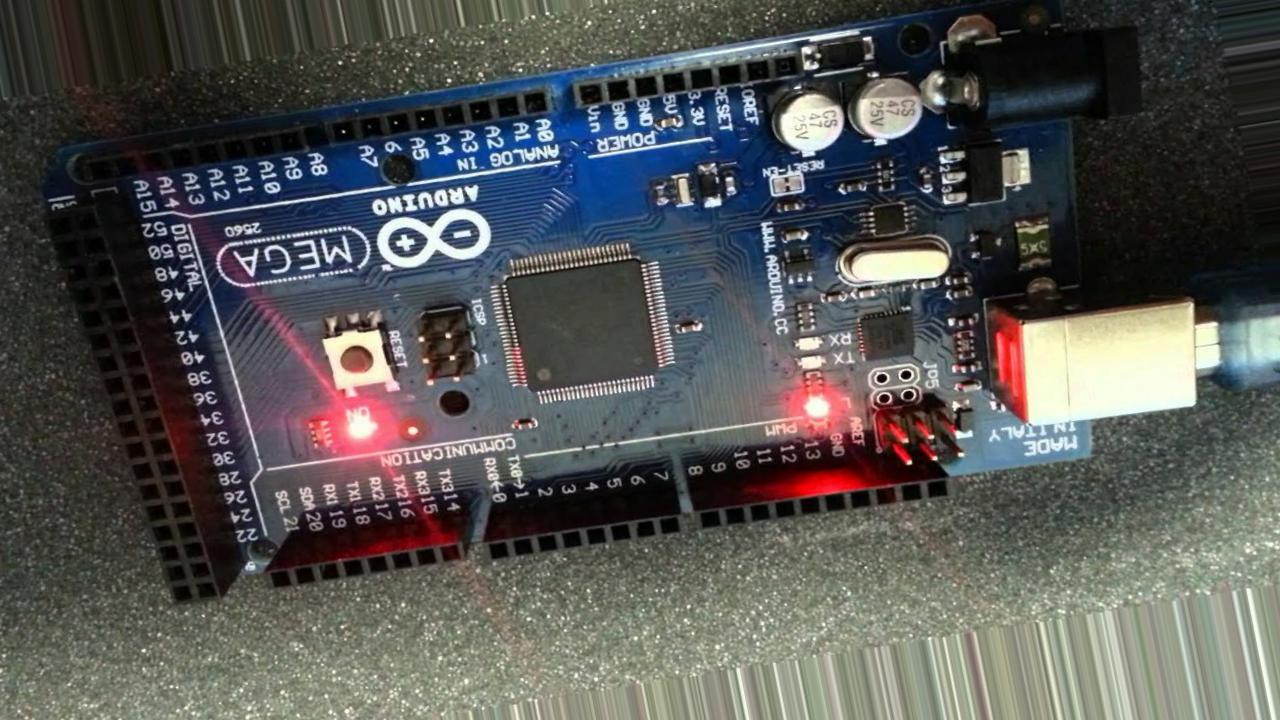 Vin
GND
GND
5V
3.3V
RESET
IOREF
POWER
A0
A1
A2
A3
A4
A5
6
A7
ANALOG IN
A8
A9
A10
A11
A12
A13
A14
A15
CS
47
25V
CS
47
25V
RESET-EN
ARDUINO
MEGA
2560
DIGITAL
52
50
48
46
44
42
40
38
36
34
32
30
28
26
24
22
ICSP
1
RESET
ON
WWW.ARDUINO.CC
RX
TX
L
5XC
JP5
MADE
IN ITALY
AREF
GND
13
12
11
10
9
8
PWM
7
6
5
4
3
2
TX0→1
RX0←0
COMMUNICATION
TX3 14
RX3 15
TX2 16
RX2 17
TX1 18
RX1 19
SDA 20
SCL 21